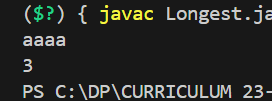 ($?) { javac Longest.ja
aaaa
3
PS C:\DP\CURRICULUM 23-